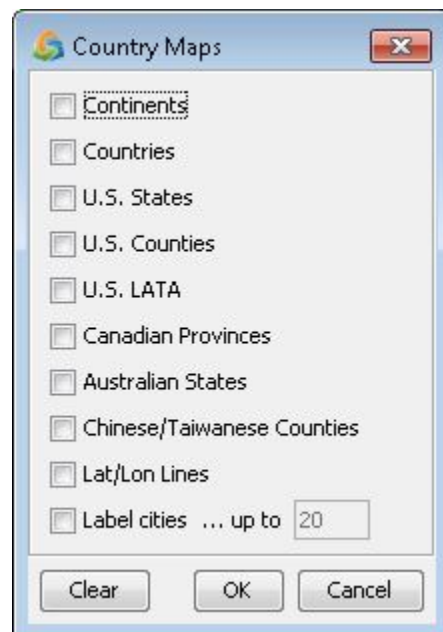 Country Maps
Continents
Countries
U.S. States
U.S. Counties
U.S. LATA
Canadian Provinces
Australian States
Chinese/Taiwanese Counties
Lat/Lon Lines
Label cities ... up to 20
Clear OK Cancel